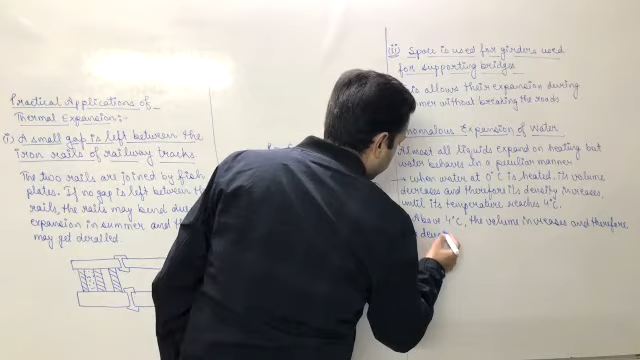 Practical Applications of
Thermal Expansion:-
(i) A small gap is left between the
iron rails of railway tracks.
The two rails are joined by fish
plates. If no gap is left between th
rails, the rails may bend due
expansion in summer and t
may get derailed.
(ii) Space is used for girders used
for supporting bridges
is allows their expansion during
mer without breaking the roads
nomalous Expansion of Water
Almost all liquids expand on heating but
water behaves in a peculiar manner
→ when water at 0°C is heated. its volume
decreases and therefore its density increases.
until its temperature reaches 4°C.
Above 4°C, the volume increases and therefore